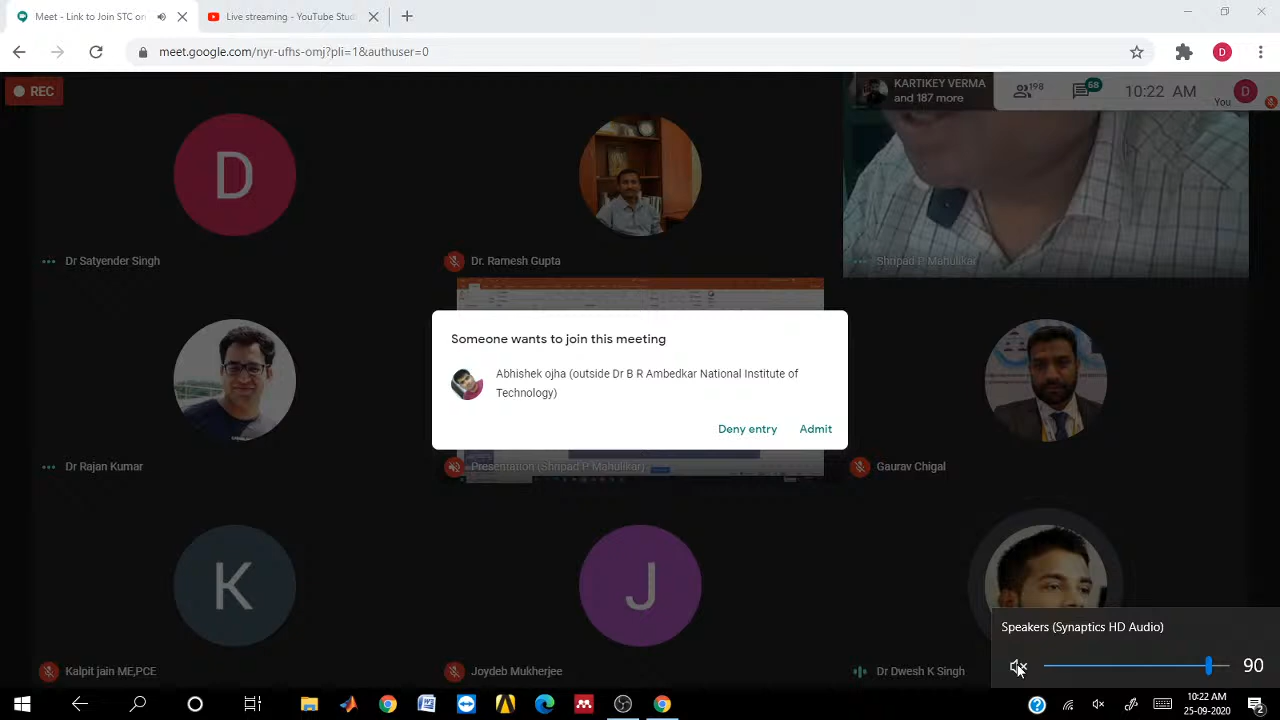 Meet - Link to Join STC or
Live streaming - YouTube Stud
meet.google.com/nyr-ufhs-omj?pli=1&authuser=0
REC
KARTIKEY VERMA
and 187 more
198
68
10:22 AM
You
D
D
D
Dr Satyender Singh
Dr. Ramesh Gupta
Shripad P Mahulikar
Someone wants to join this meeting
Abhishek ojha (outside Dr B R Ambedkar National Institute of
Technology)
Deny entry
Admit
Dr Rajan Kumar
Presentation (Shripad P Mahulikar)
Gaurav Chigal
K
J
Speakers (Synaptics HD Audio)
90
Kalpit jain ME,PCE
Joydeb Mukherjee
Dr Dwesh K Singh
10:22 AM
25-09-2020
2